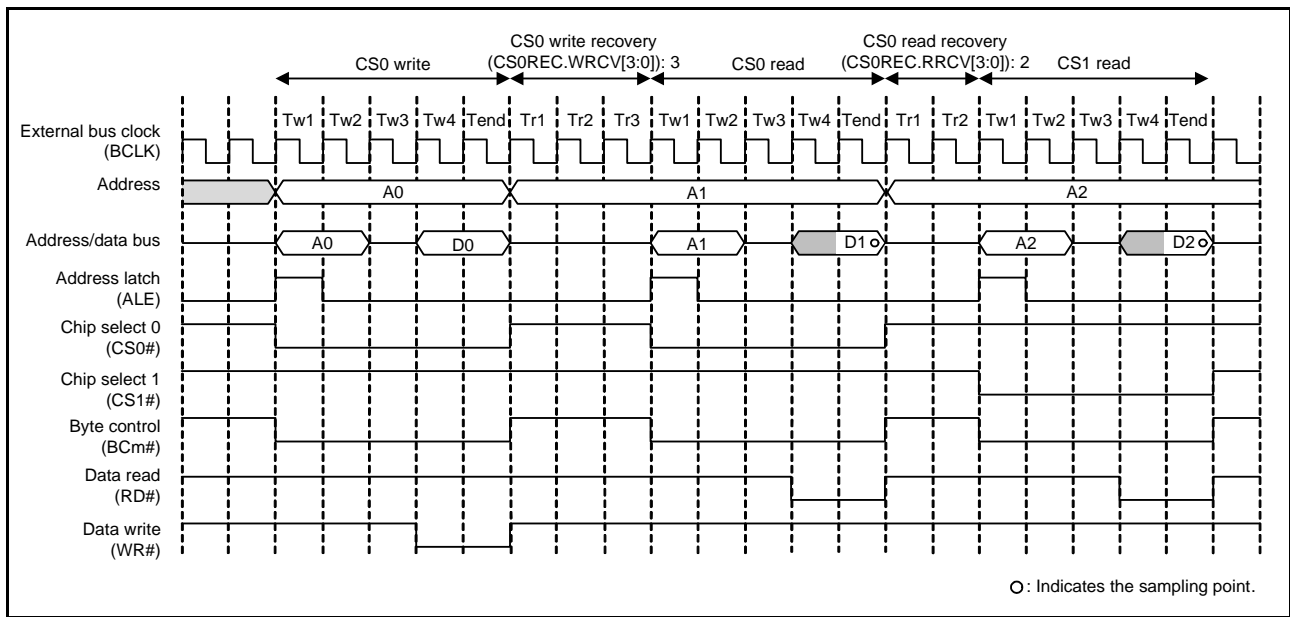 CS0 write recovery
(CS0REC.WRCV[3:0]): 3
CS0 read recovery
(CS0REC.RRCV[3:0]): 2
CS0 write
CS0 read
CS1 read
Tw1 Tw2 Tw3 Tw4 Tend Tr1 Tr2 Tr3 Tw1 Tw2 Tw3 Tw4 Tend Tr1 Tr2 Tw1 Tw2 Tw3 Tw4 Tend
External bus clock
(BCLK)
Address
A0 A1 A2
Address/data bus
A0 D0 A1 D1 A2 D2
Address latch
(ALE)
Chip select 0
(CS0#)
Chip select 1
(CS1#)
Byte control
(BCm#)
Data read
(RD#)
Data write
(WR#)
: Indicates the sampling point.